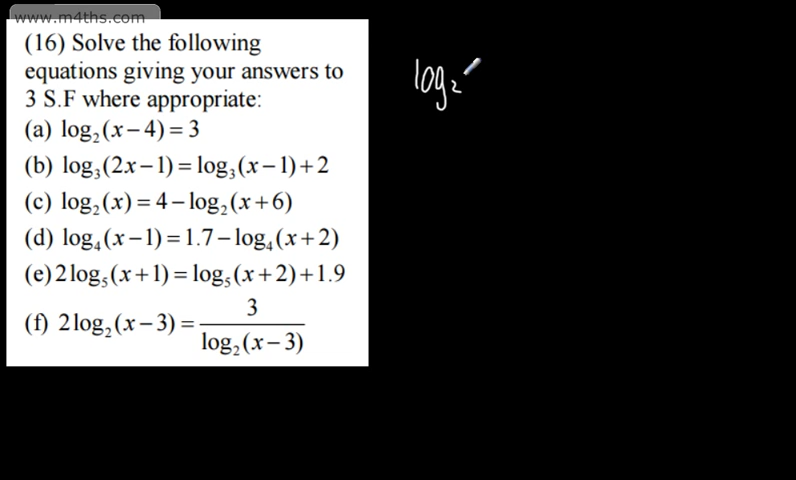 www.m4ths.com
(16) Solve the following
equations giving your answers to
3 S.F where appropriate:
(a) log₂(x−4)=3
(b) log₃(2x−1)=log₃(x−1)+2
(c) log₂(x)=4−log₂(x+6)
(d) log₄(x−1)=1.7−log₄(x+2)
(e)2log₅(x+1)=log₅(x+2)+1.9
(f) 2log₂(x−3)=3/log₂(x−3)
log₂